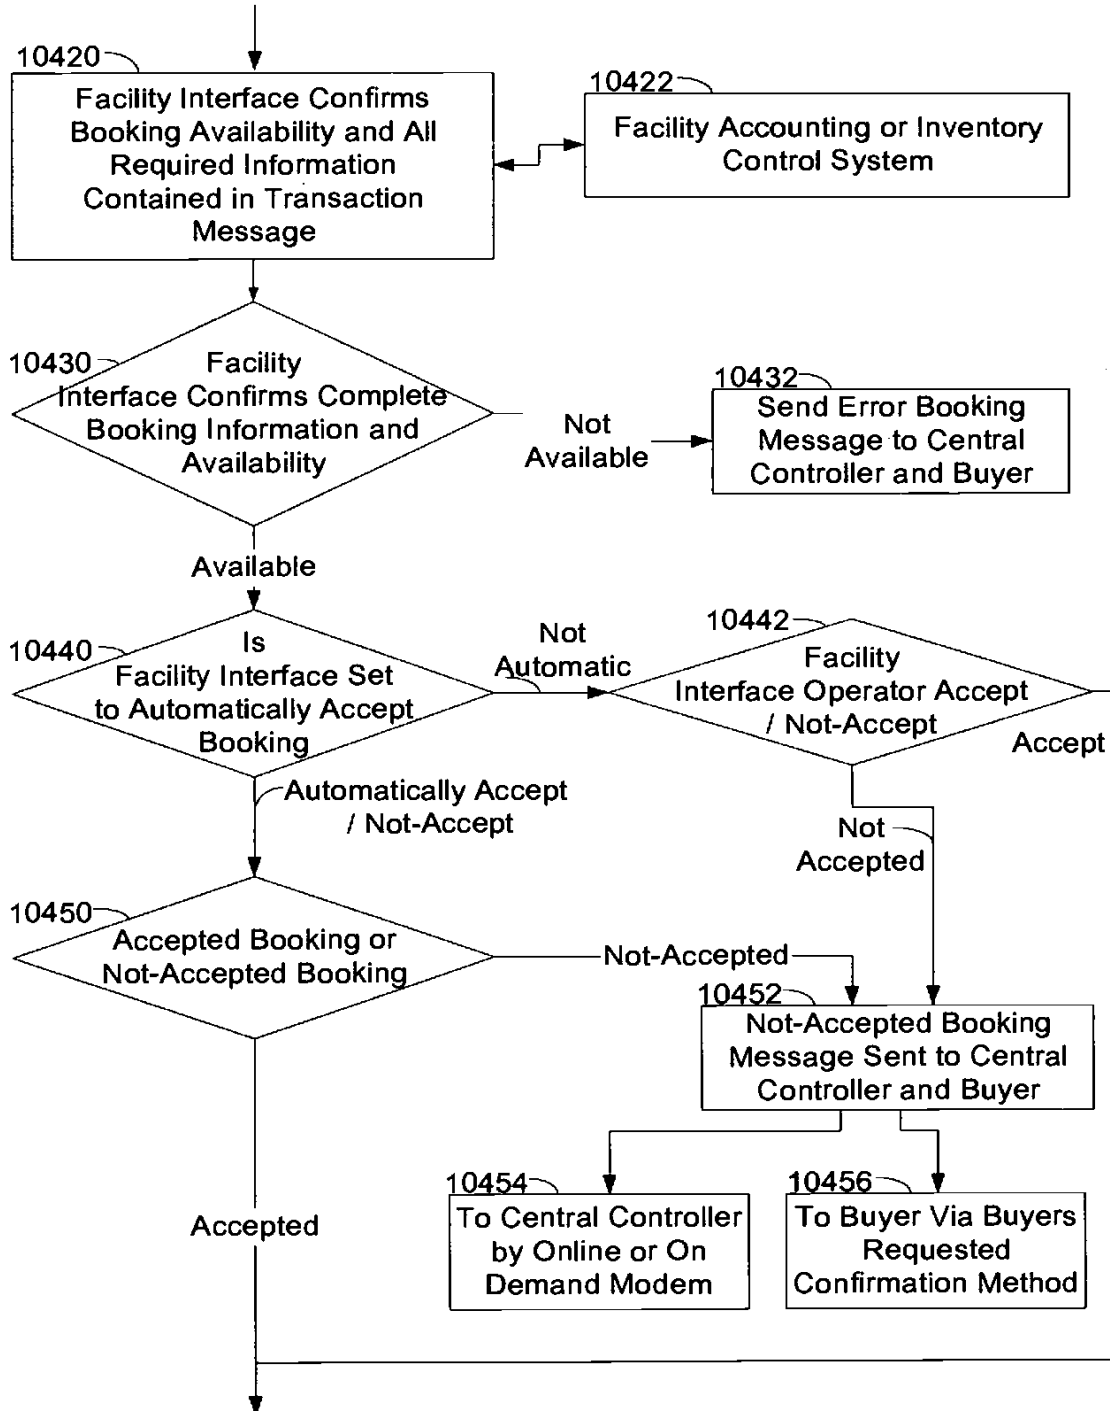 10420
Facility Interface Confirms
Booking Availability and All
Required Information
Contained in Transaction
Message
10422
Facility Accounting or Inventory
Control System
10430
Facility
Interface Confirms Complete
Booking Information and
Availability
Not
Available
10432
Send Error Booking
Message to Central
Controller and Buyer
Available
10440
Is
Facility Interface Set
to Automatically Accept
Booking
Not
Automatic
10442
Facility
Interface Operator Accept
/ Not-Accept
Accept
Automatically Accept
/ Not-Accept
Not
Accepted
10450
Accepted Booking or
Not-Accepted Booking
Not-Accepted
10452
Not-Accepted Booking
Message Sent to Central
Controller and Buyer
10454
To Central Controller
by Online or On
Demand Modem
10456
To Buyer Via Buyers
Requested
Confirmation Method
Accepted